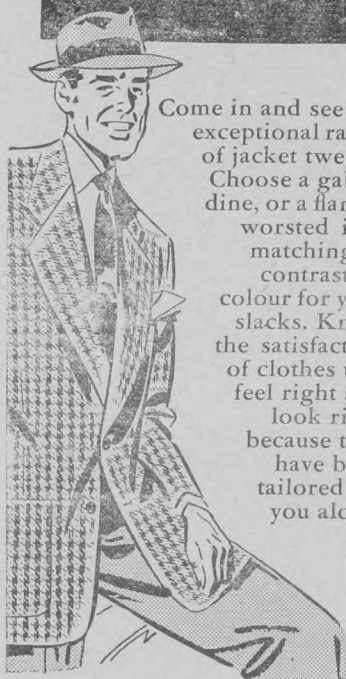 Come in and see
exceptional ra
of jacket twe
Choose a gab
dine, or a flan
worsted i
matching
contrast
colour for y
slacks. Kn
the satisfact
of clothes t
feel right a
look ri
because t
have b
tailored
you alo